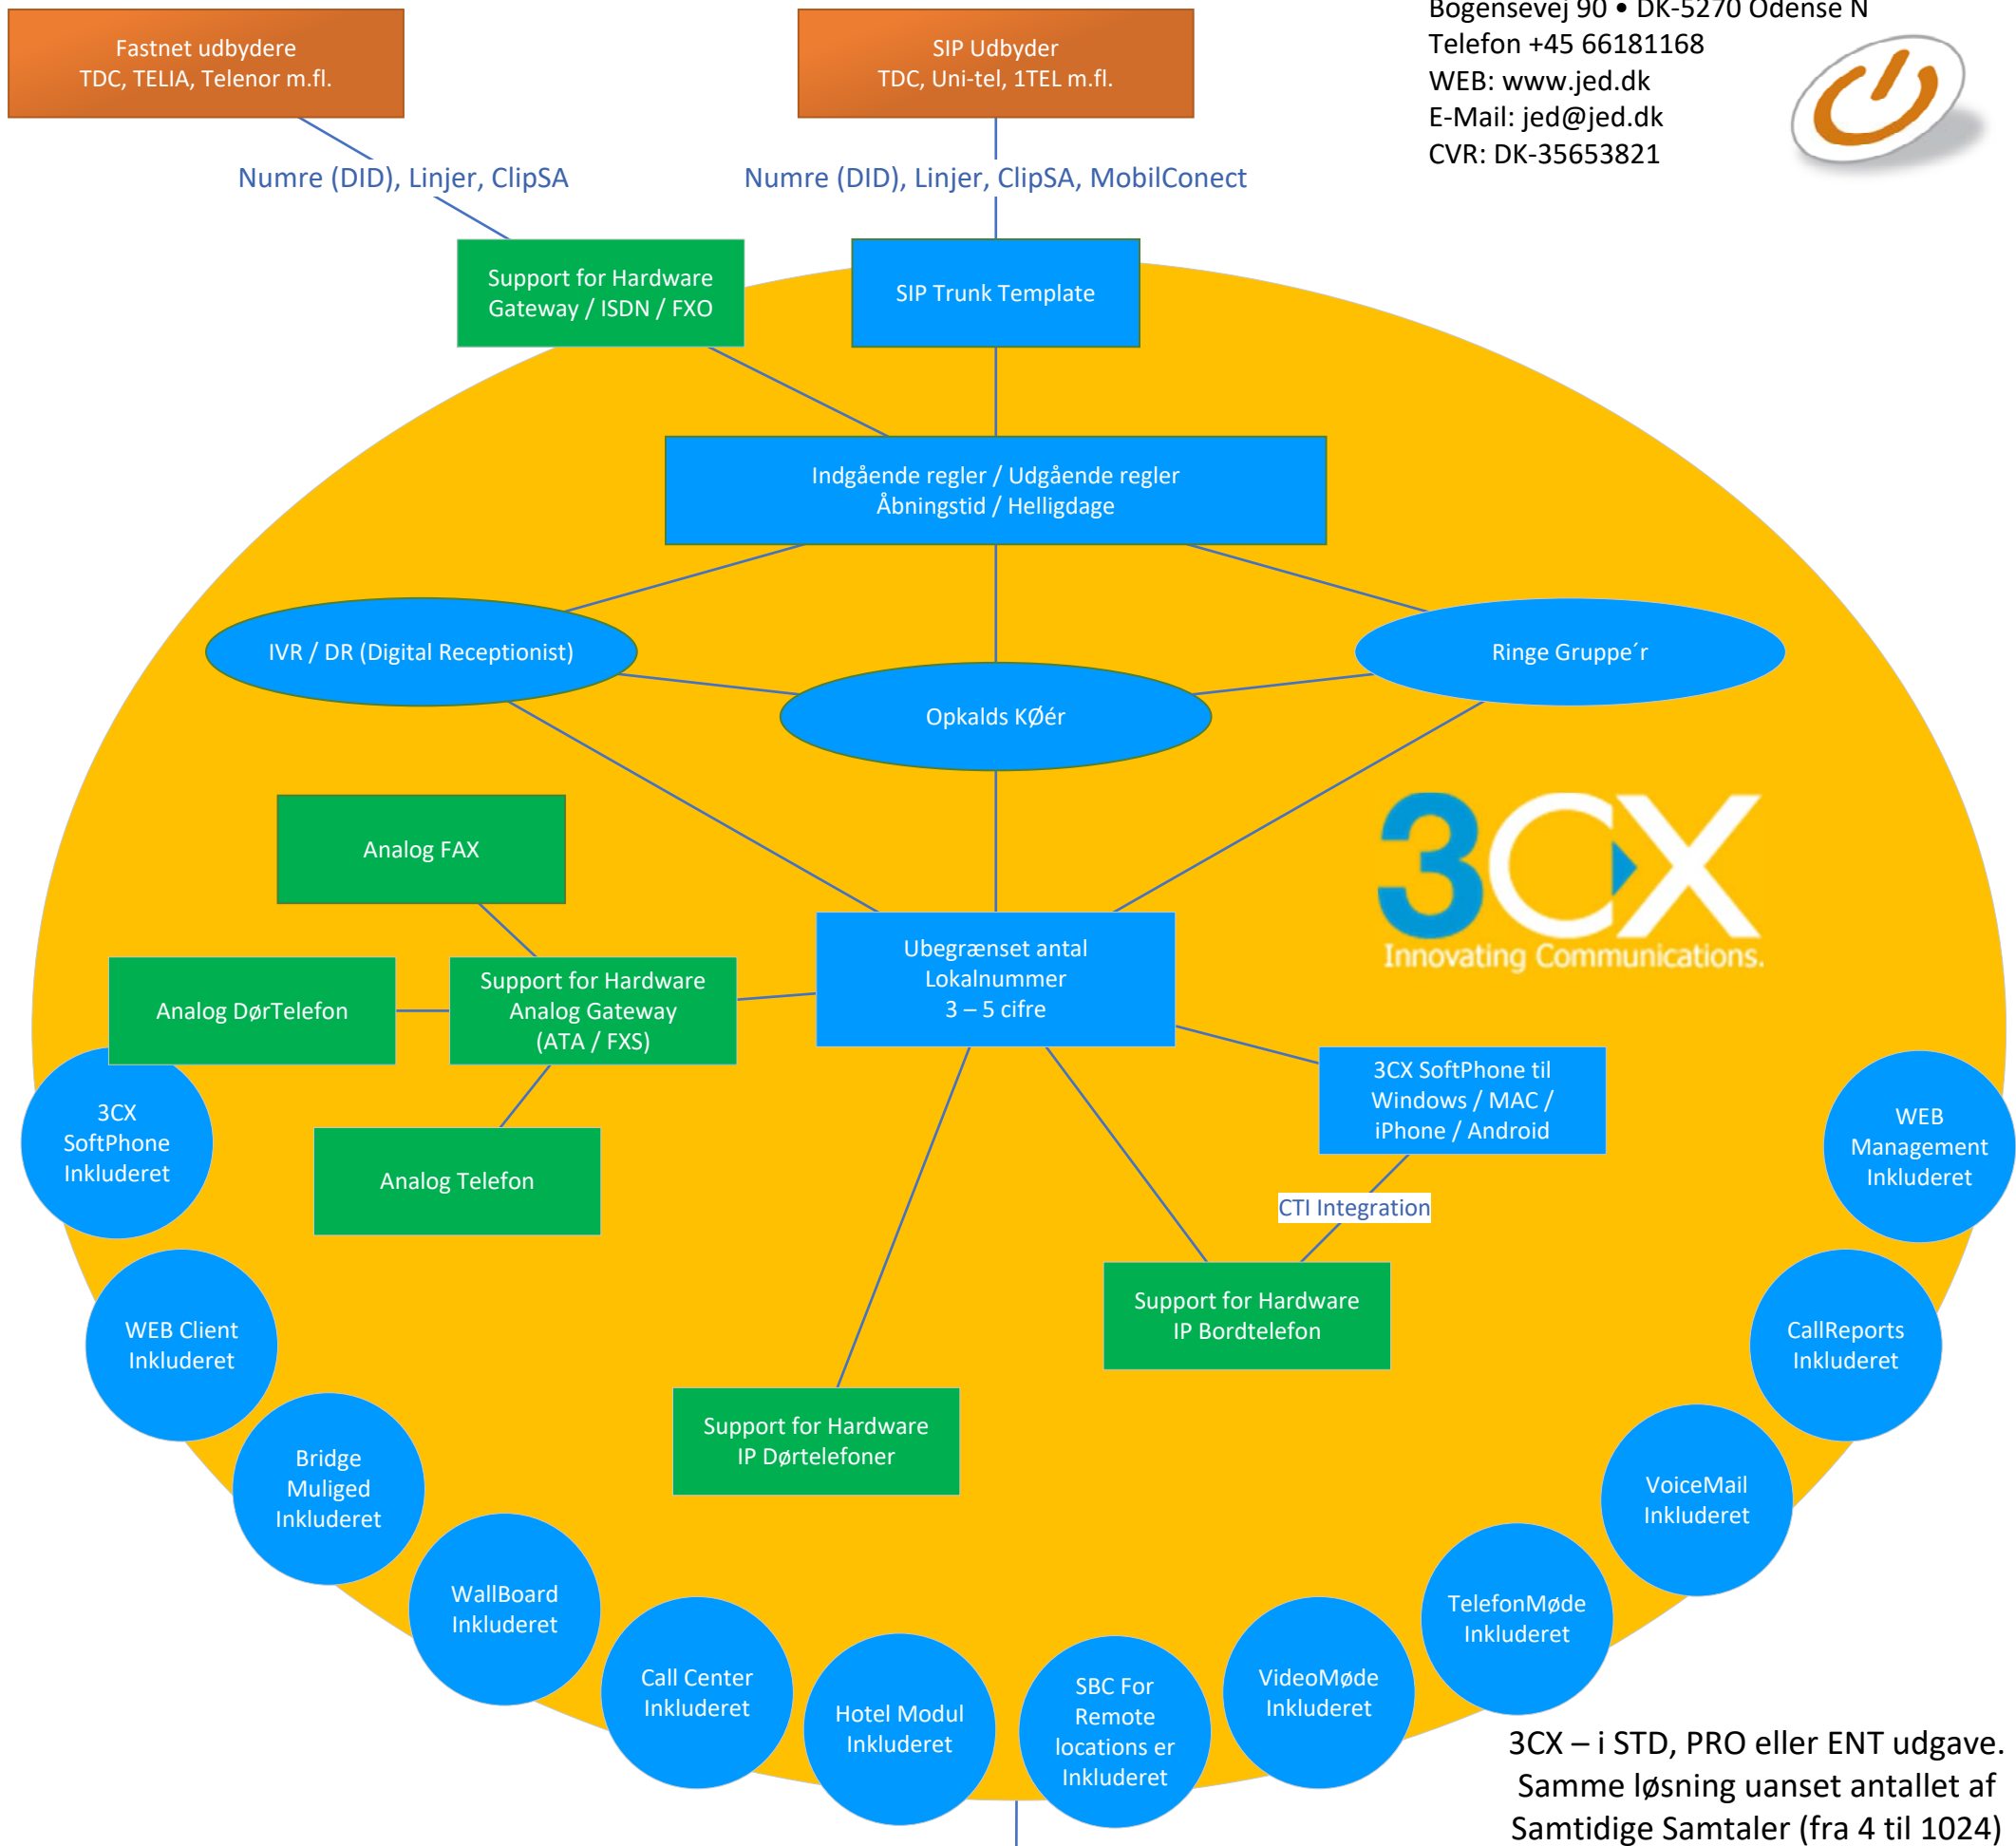 Bogensevej 90 • DK-5270 Odense N
Telefon +45 66181168
WEB: www.jed.dk
E-Mail: jed@jed.dk
CVR: DK-35653821
Fastnet udbydere
TDC, TELIA, Telenor m.fl.
SIP Udbyder
TDC, Uni-tel, 1TEL m.fl.
Numre (DID), Linjer, ClipSA
Numre (DID), Linjer, ClipSA, MobilConect
Support for Hardware
Gateway / ISDN / FXO
SIP Trunk Template
Indgående regler / Udgående regler
Åbningstid / Helligdage
IVR / DR (Digital Receptionist)
Ringe Gruppe´r
Opkalds KØér
3CX
Innovating Communications.
Analog FAX
Ubegrænset antal
Lokalnummer
3 – 5 cifre
Analog DørTelefon
Support for Hardware
Analog Gateway
(ATA / FXS)
Analog Telefon
3CX SoftPhone til
Windows / MAC /
iPhone / Android
CTI Integration
Support for Hardware
IP Bordtelefon
Support for Hardware
IP Dørtelefoner
3CX
SoftPhone
Inkluderet
WEB Client
Inkluderet
Bridge
Muliged
Inkluderet
WallBoard
Inkluderet
Call Center
Inkluderet
Hotel Modul
Inkluderet
SBC For
Remote
locations er
Inkluderet
VideoMøde
Inkluderet
TelefonMøde
Inkluderet
VoiceMail
Inkluderet
CallReports
Inkluderet
WEB
Management
Inkluderet
3CX – i STD, PRO eller ENT udgave.
Samme løsning uanset antallet af
Samtidige Samtaler (fra 4 til 1024)